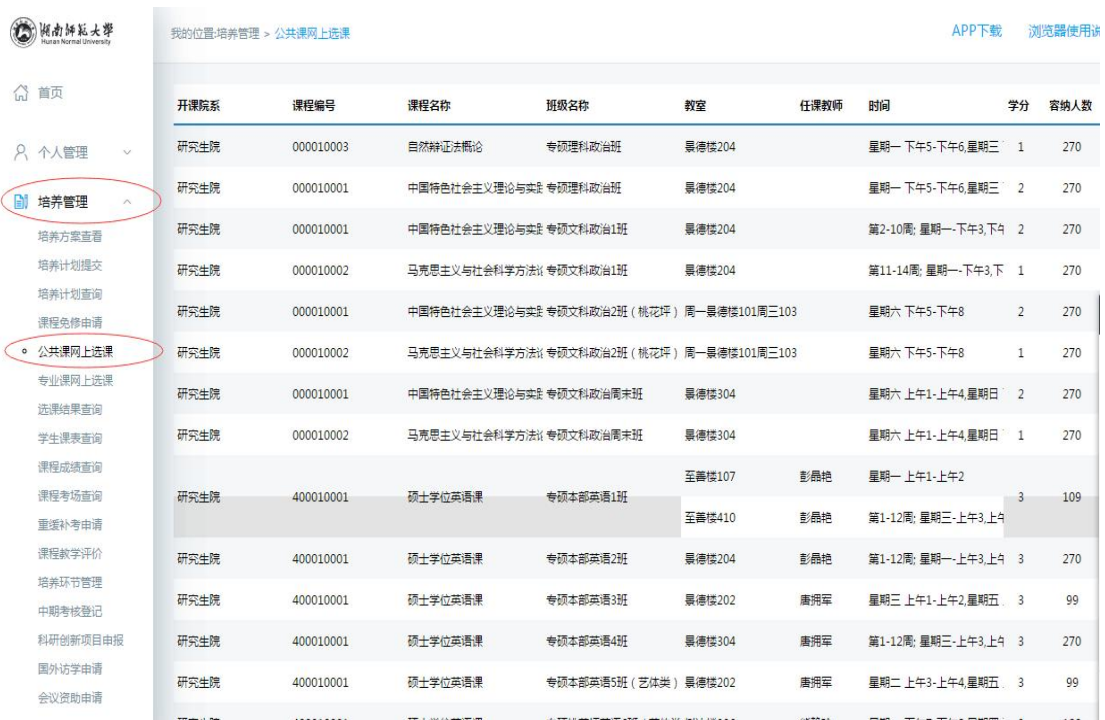 湖南师范大学
Hunan Normal University
我的位置:培养管理 > 公共课网上选课
APP下载 浏览器使用说
首页
个人管理
培养管理
培养方案查看
培养计划提交
培养计划查询
课程免修申请
公共课网上选课
专业课网上选课
选课结果查询
学生课表查询
课程成绩查询
课程考场查询
重缓补考申请
课程教学评价
培养环节管理
中期考核登记
科研创新项目申报
国外访学申请
会议资助申请
开课院系 课程编号 课程名称 班级名称 教室 任课教师 时间 学分 容纳人数
研究生院 000010003 自然辩证法概论 专硕理科政治班 景德楼204 星期一 下午5-下午6,星期三 1 270
研究生院 000010001 中国特色社会主义理论与实践 专硕理科政治班 景德楼204 星期一 下午5-下午6,星期三 2 270
研究生院 000010001 中国特色社会主义理论与实践 专硕文科政治1班 景德楼204 第2-10周; 星期一-下午3,下午 2 270
研究生院 000010002 马克思主义与社会科学方法论 专硕文科政治1班 景德楼204 第11-14周; 星期一-下午3,下 1 270
研究生院 000010001 中国特色社会主义理论与实践 专硕文科政治2班（桃花坪） 周一景德楼101周三103 星期六 下午5-下午8 2 270
研究生院 000010002 马克思主义与社会科学方法论 专硕文科政治2班（桃花坪） 周一景德楼101周三103 星期六 下午5-下午8 1 270
研究生院 000010001 中国特色社会主义理论与实践 专硕文科政治周末班 景德楼304 星期六 上午1-上午4,星期日 2 270
研究生院 000010002 马克思主义与社会科学方法论 专硕文科政治周末班 景德楼304 星期六 上午1-上午4,星期日 1 270
至善楼107 彭晶艳 星期一 上午1-上午2
研究生院 400010001 硕士学位英语课 专硕本部英语1班 3 109
至善楼410 彭晶艳 第1-12周; 星期三-上午3,上午
研究生院 400010001 硕士学位英语课 专硕本部英语2班 景德楼204 彭晶艳 第1-12周; 星期一-上午3,上午 3 270
研究生院 400010001 硕士学位英语课 专硕本部英语3班 景德楼202 唐拥军 星期三 上午1-上午2,星期五 3 99
研究生院 400010001 硕士学位英语课 专硕本部英语4班 景德楼304 唐拥军 第1-12周; 星期三-上午3,上午 3 270
研究生院 400010001 硕士学位英语课 专硕本部英语5班（艺体类） 景德楼202 唐拥军 星期二 上午3-上午4,星期五 3 99